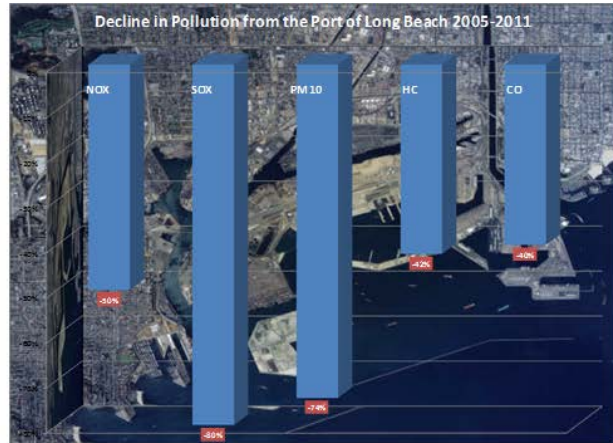 Decline in Pollution from the Port of Long Beach 2005-2011
NOX SOX PM 10 HC CO
-50%
-80%
-74%
-42%
-40%